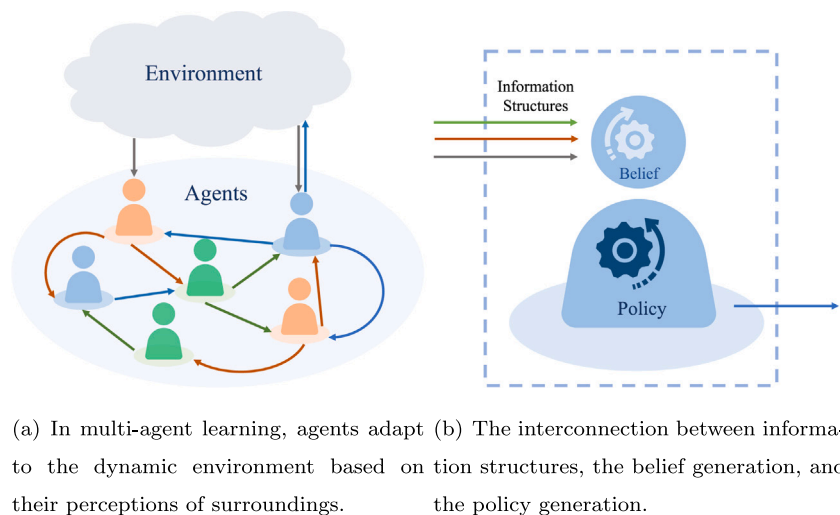 Environment
Agents
Information
Structures
Belief
Policy
(a) In multi-agent learning, agents adapt
to the dynamic environment based on
their perceptions of surroundings.
(b) The interconnection between informa-
tion structures, the belief generation, and
the policy generation.